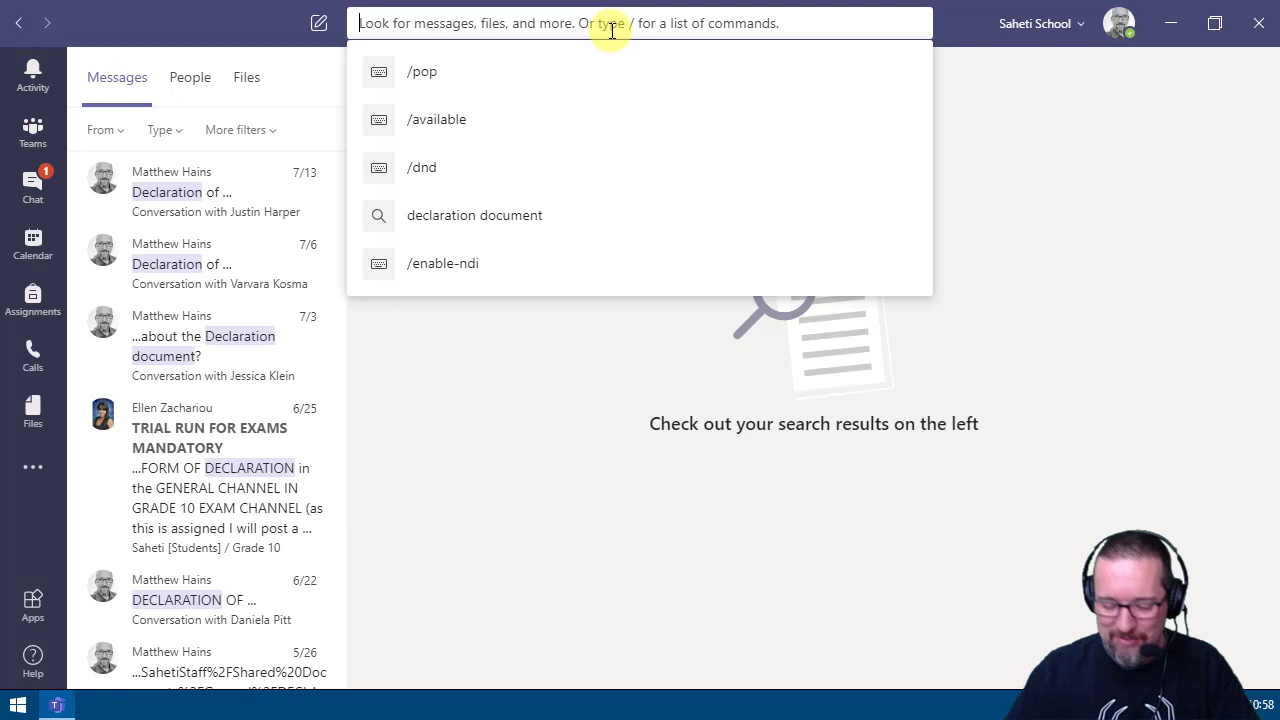 Look for messages, files, and more. Or type / for a list of commands.
Saheti School
/pop
/available
/dnd
declaration document
/enable-ndi
Activity
Teams
1
Chat
Calendar
Assignments
Calls
Files
Apps
Help
Messages People Files
From Type More filters
Matthew Hains 7/13
Declaration of ...
Conversation with Justin Harper
Matthew Hains 7/6
Declaration of ...
Conversation with Varvara Kosma
Matthew Hains 7/3
...about the Declaration
document?
Conversation with Jessica Klein
Ellen Zachariou 6/25
TRIAL RUN FOR EXAMS
MANDATORY
...FORM OF DECLARATION in
the GENERAL CHANNEL IN
GRADE 10 EXAM CHANNEL (as
this is assigned I will post a ...
Saheti [Students] / Grade 10
Matthew Hains 6/22
DECLARATION OF ...
Conversation with Daniela Pitt
Matthew Hains 5/26
...SahetiStaff%2FShared%20Doc
Check out your search results on the left
0:58